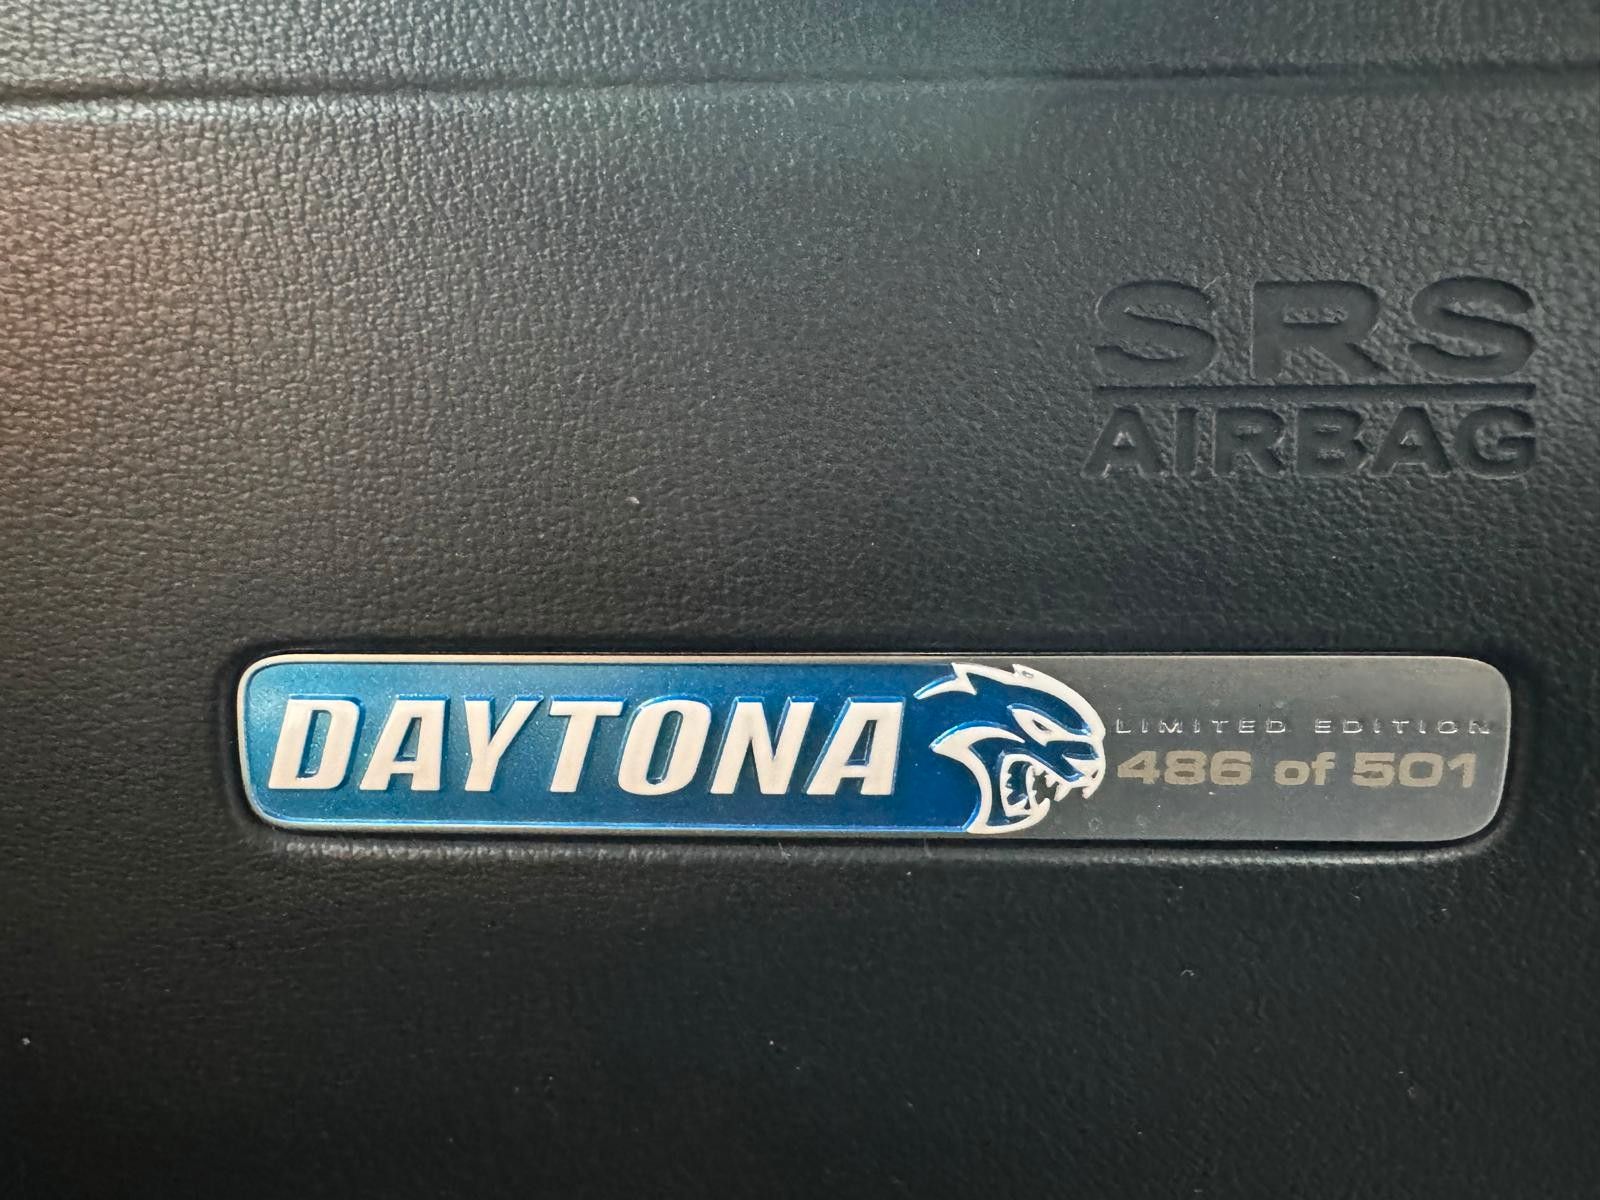 SRS
AIRBAG
DAYTONA
LIMITED EDITION
486 of 501